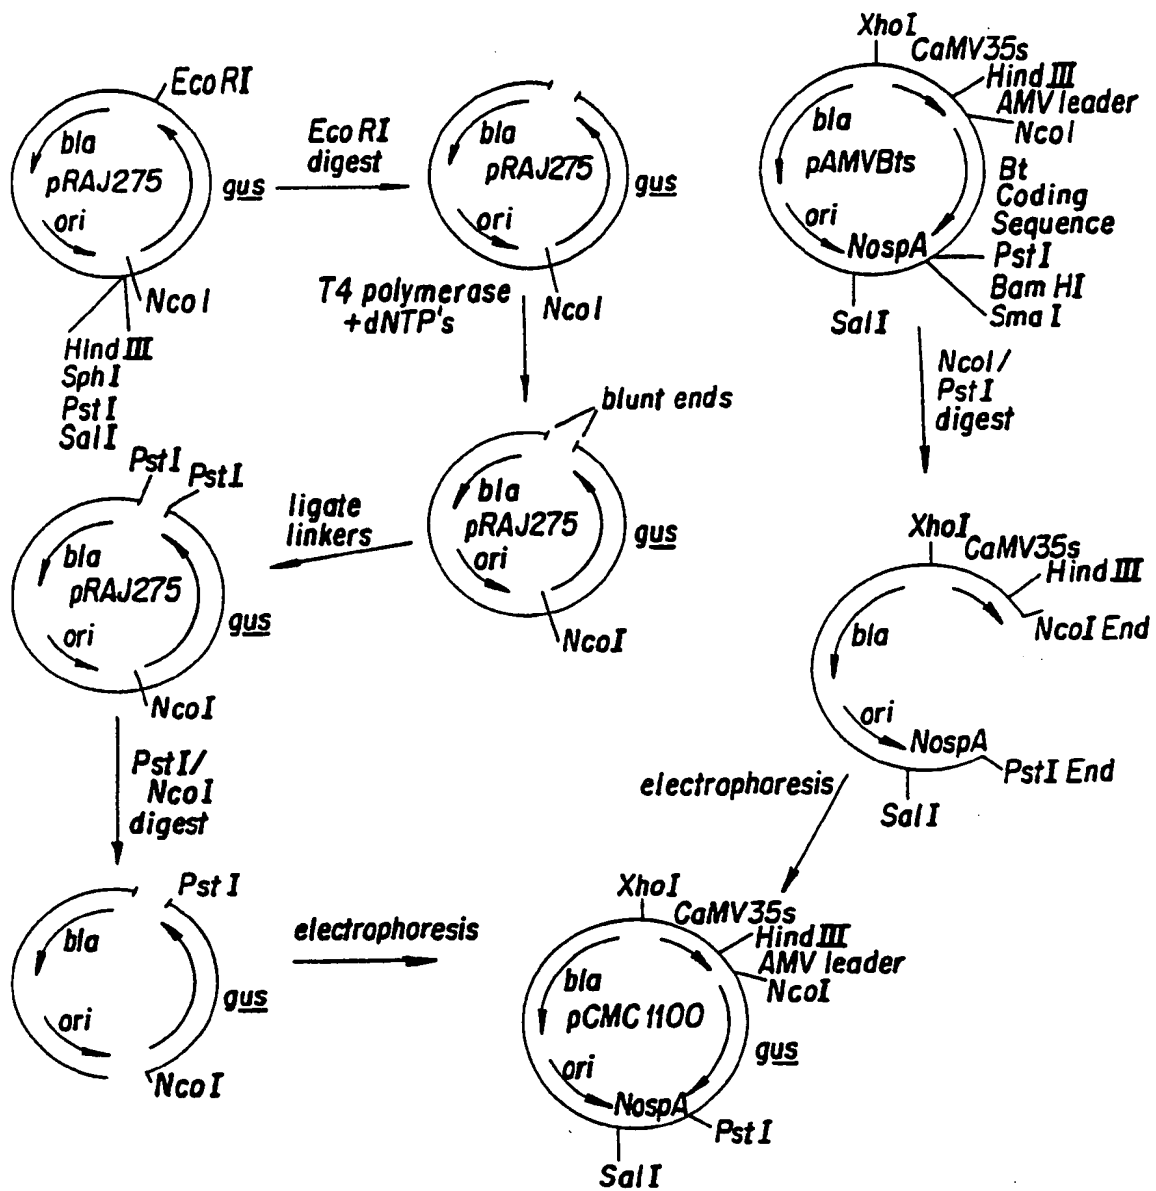 EcoRI
bla
pRAJ275
ori
gus
NcoI
HindIII
SphI
PstI
SalI
EcoRI
digest
bla
pRAJ275
ori
gus
NcoI
T4 polymerase
+dNTP's
blunt ends
bla
pRAJ275
ori
gus
NcoI
ligate
linkers
PstI
PstI
bla
pRAJ275
ori
gus
NcoI
PstI/
NcoI
digest
PstI
bla
ori
gus
NcoI
electrophoresis
XhoI
CaMV35s
HindIII
AMV leader
NcoI
bla
pAMVBts
Bt
Coding
Sequence
ori
NospA
PstI
Bam HI
Sma I
SalI
NcoI/
PstI
digest
XhoI
CaMV35s
HindIII
NcoI End
bla
ori
NospA
PstI End
SalI
electrophoresis
XhoI
CaMV35s
HindIII
AMV leader
NcoI
bla
pCMC1100
gus
ori
NospA
PstI
SalI